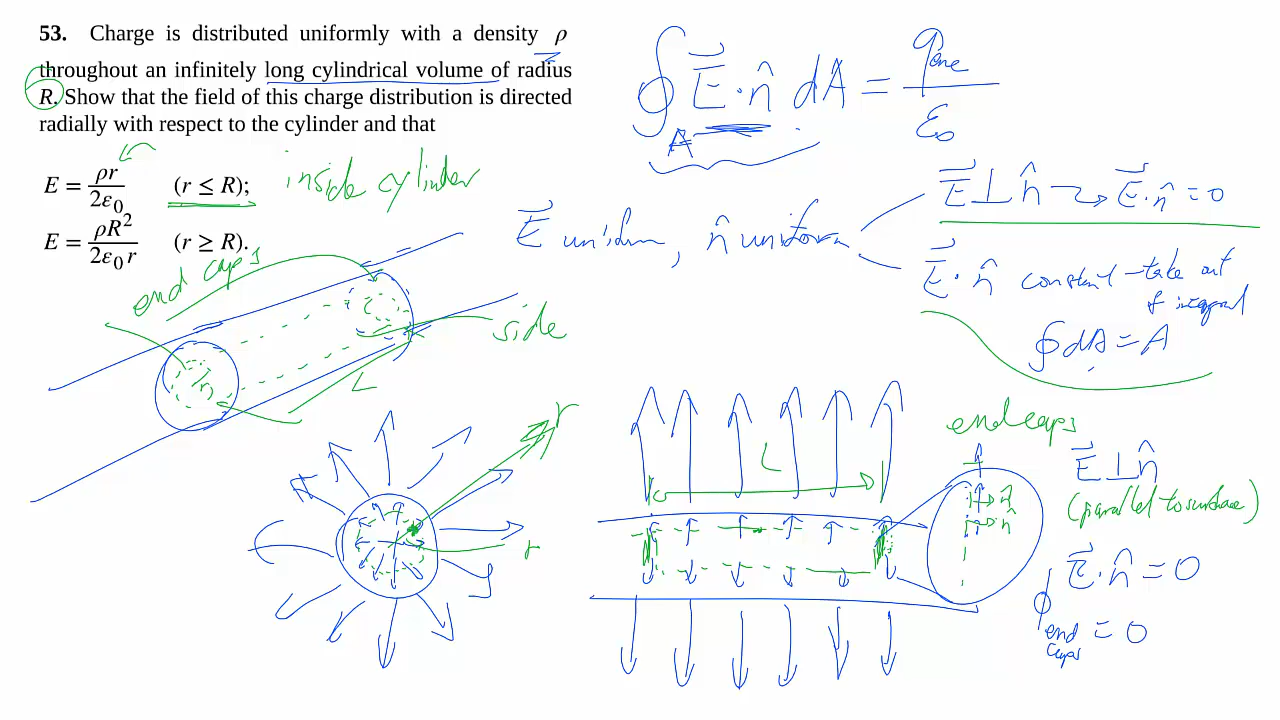 53. Charge is distributed uniformly with a density ρ
throughout an infinitely long cylindrical volume of radius
R. Show that the field of this charge distribution is directed
radially with respect to the cylinder and that
E = ρr / 2ε₀ (r ≤ R);
E = ρR² / 2ε₀r (r ≥ R).
inside cylinder
end caps
side
L
n̂
r
r
∮ E⃗ · n̂ dA = q_enc / ε₀
A
E⃗ uniform, n̂ uniform
E⃗ ⊥ n̂ → E⃗ · n̂ = 0
E⃗ · n̂ constant - take out
of integral
∮ dA = A
L
end caps
n̂
n̂
E⃗ ⊥ n̂
(parallel to surface)
E⃗ · n̂ = 0
∮ end caps = 0